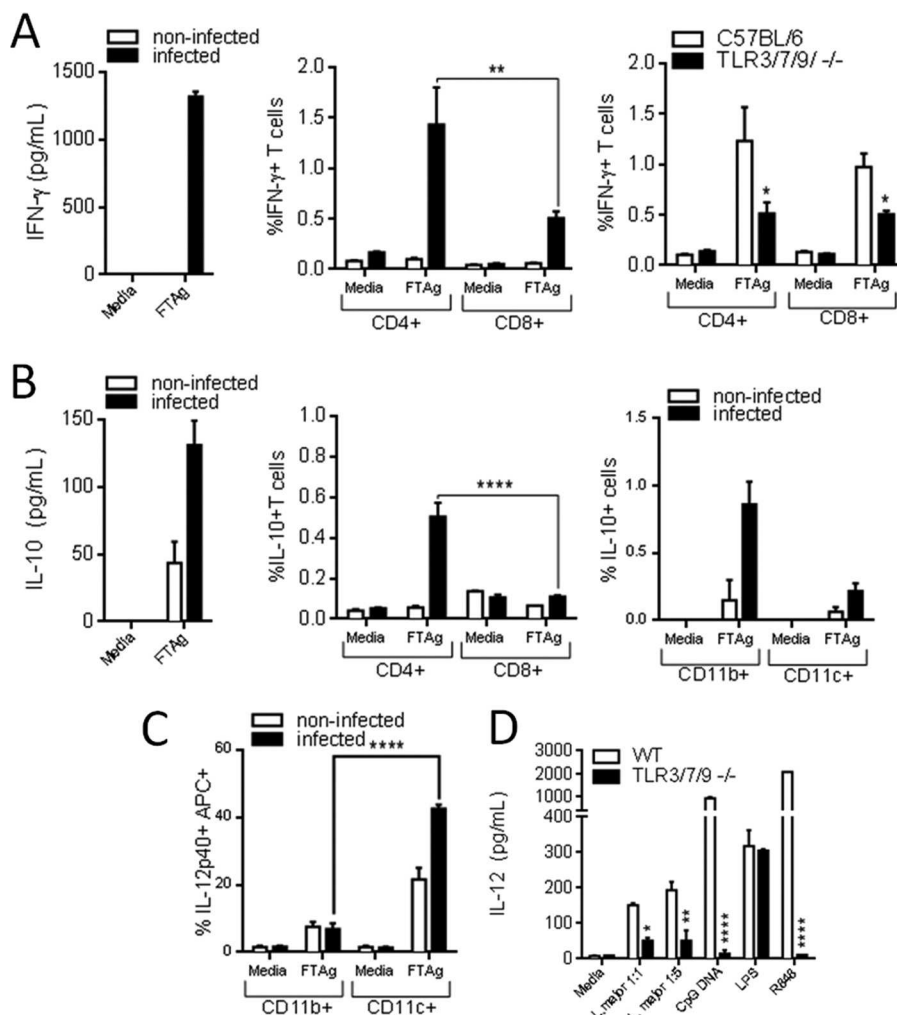 A
non-infected
infected
IFN-γ (pg/mL)
1500
1000
500
0
Media
FTAg
%IFN-γ+ T cells
2.0
1.5
1.0
0.5
0.0
**
Media
FTAg
Media
FTAg
CD4+
CD8+
C57BL/6
TLR3/7/9/ -/-
%IFN-γ+ T cells
2.0
1.5
1.0
0.5
0.0
*
*
Media
FTAg
Media
FTAg
CD4+
CD8+
B
non-infected
infected
IL-10 (pg/mL)
150
100
50
0
Media
FTAg
%IL-10+T cells
1.0
0.8
0.6
0.4
0.2
0.0
****
Media
FTAg
Media
FTAg
CD4+
CD8+
non-infected
infected
% IL-10+ cells
1.5
1.0
0.5
0.0
Media
FTAg
Media
FTAg
CD11b+
CD11c+
C
non-infected
infected
% IL-12p40+ APC+
60
40
20
0
****
Media
FTAg
Media
FTAg
CD11b+
CD11c+
D
WT
TLR3/7/9 -/-
IL-12 (pg/mL)
3000
2000
1000
400
300
200
100
0
*
**
****
****
Media
major 1:1
major 1:5
CpG DNA
LPS
R848